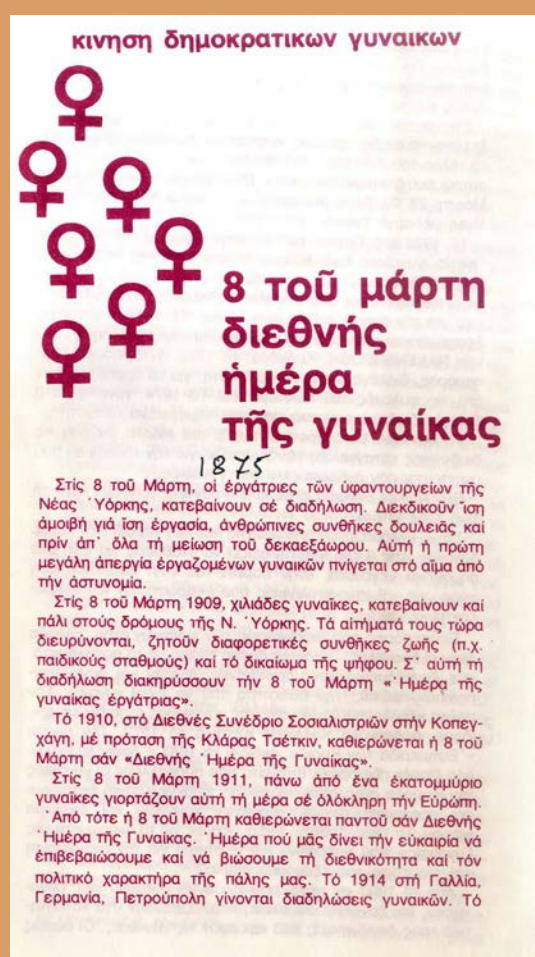 κινηση δημοκρατικων γυναικων
8 τοῦ μάρτη
διεθνής
ἡμέρα
τῆς γυναίκας
1875
Στίς 8 τοῦ Μάρτη, οἱ ἐργάτριες τῶν ὑφαντουργείων τῆς
Νέας Ὑόρκης, κατεβαίνουν σέ διαδήλωση. Διεκδικοῦν ἴση
ἀμοιβή γιά ἴση ἐργασία, ἀνθρώπινες συνθῆκες δουλειᾶς καί
πρίν ἀπ᾽ ὅλα τή μείωση τοῦ δεκαεξάωρου. Αὐτή ἡ πρώτη
μεγάλη ἀπεργία ἐργαζομένων γυναικῶν πνίγεται στό αἷμα ἀπό
τήν ἀστυνομία.
Στίς 8 τοῦ Μάρτη 1909, χιλιάδες γυναῖκες, κατεβαίνουν καί
πάλι στούς δρόμους τῆς Ν. Ὑόρκης. Τά αἰτήματά τους τώρα
διευρύνονται, ζητοῦν διαφορετικές συνθῆκες ζωῆς (π.χ.
παιδικούς σταθμούς) καί τό δικαίωμα τῆς ψήφου. Σ᾽ αὐτή τή
διαδήλωση διακηρύσσουν τήν 8 τοῦ Μάρτη «Ἡμέρα τῆς
γυναίκας ἐργάτριας».
Τό 1910, στό Διεθνές Συνέδριο Σοσιαλιστριῶν στήν Κοπεγ-
χάγη, μέ πρόταση τῆς Κλάρας Τσέτκιν, καθιερώνεται ἡ 8 τοῦ
Μάρτη σάν «Διεθνής Ἡμέρα τῆς Γυναίκας».
Στίς 8 τοῦ Μάρτη 1911, πάνω ἀπό ἕνα ἑκατομμύριο
γυναῖκες γιορτάζουν αὐτή τή μέρα σέ ὁλόκληρη τήν Εὐρώπη.
Ἀπό τότε ἡ 8 τοῦ Μάρτη καθιερώνεται παντοῦ σάν Διεθνής
Ἡμέρα τῆς Γυναίκας. Ἡμέρα πού μᾶς δίνει τήν εὐκαιρία νά
ἐπιβεβαιώσουμε καί νά βιώσουμε τή διεθνικότητα καί τόν
πολιτικό χαρακτήρα τῆς πάλης μας. Τό 1914 στή Γαλλία,
Γερμανία, Πετρούπολη γίνονται διαδηλώσεις γυναικῶν. Τό